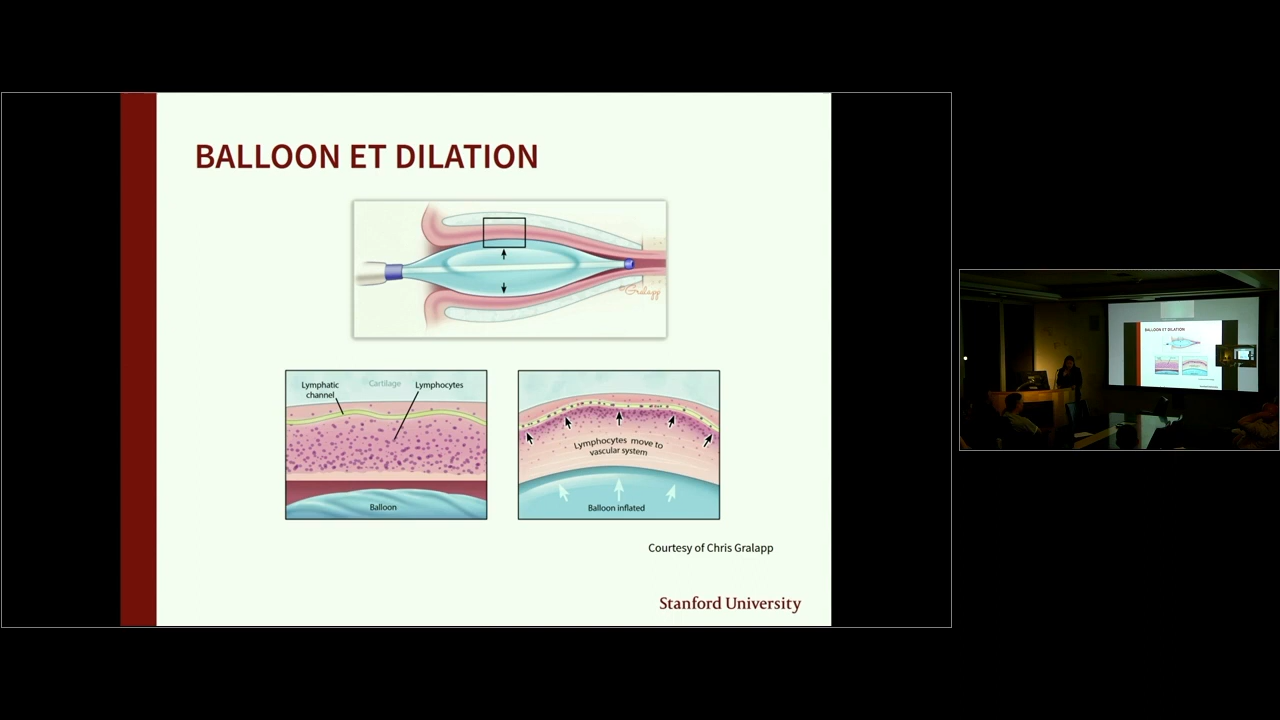 BALLOON ET DILATION
©Gralapp
Lymphatic
channel
Cartilage
Lymphocytes
Balloon
Lymphocytes move to
vascular system
Balloon inflated
Courtesy of Chris Gralapp
Stanford University
BALLOON ET DILATION